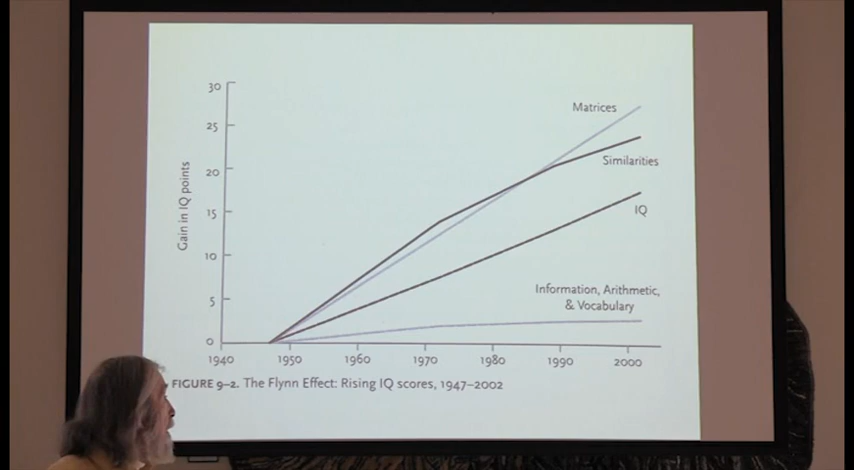 30
25
20
15
10
5
0
Gain in IQ points
Matrices
Similarities
IQ
Information, Arithmetic,
& Vocabulary
1940 1950 1960 1970 1980 1990 2000
FIGURE 9–2. The Flynn Effect: Rising IQ scores, 1947–2002